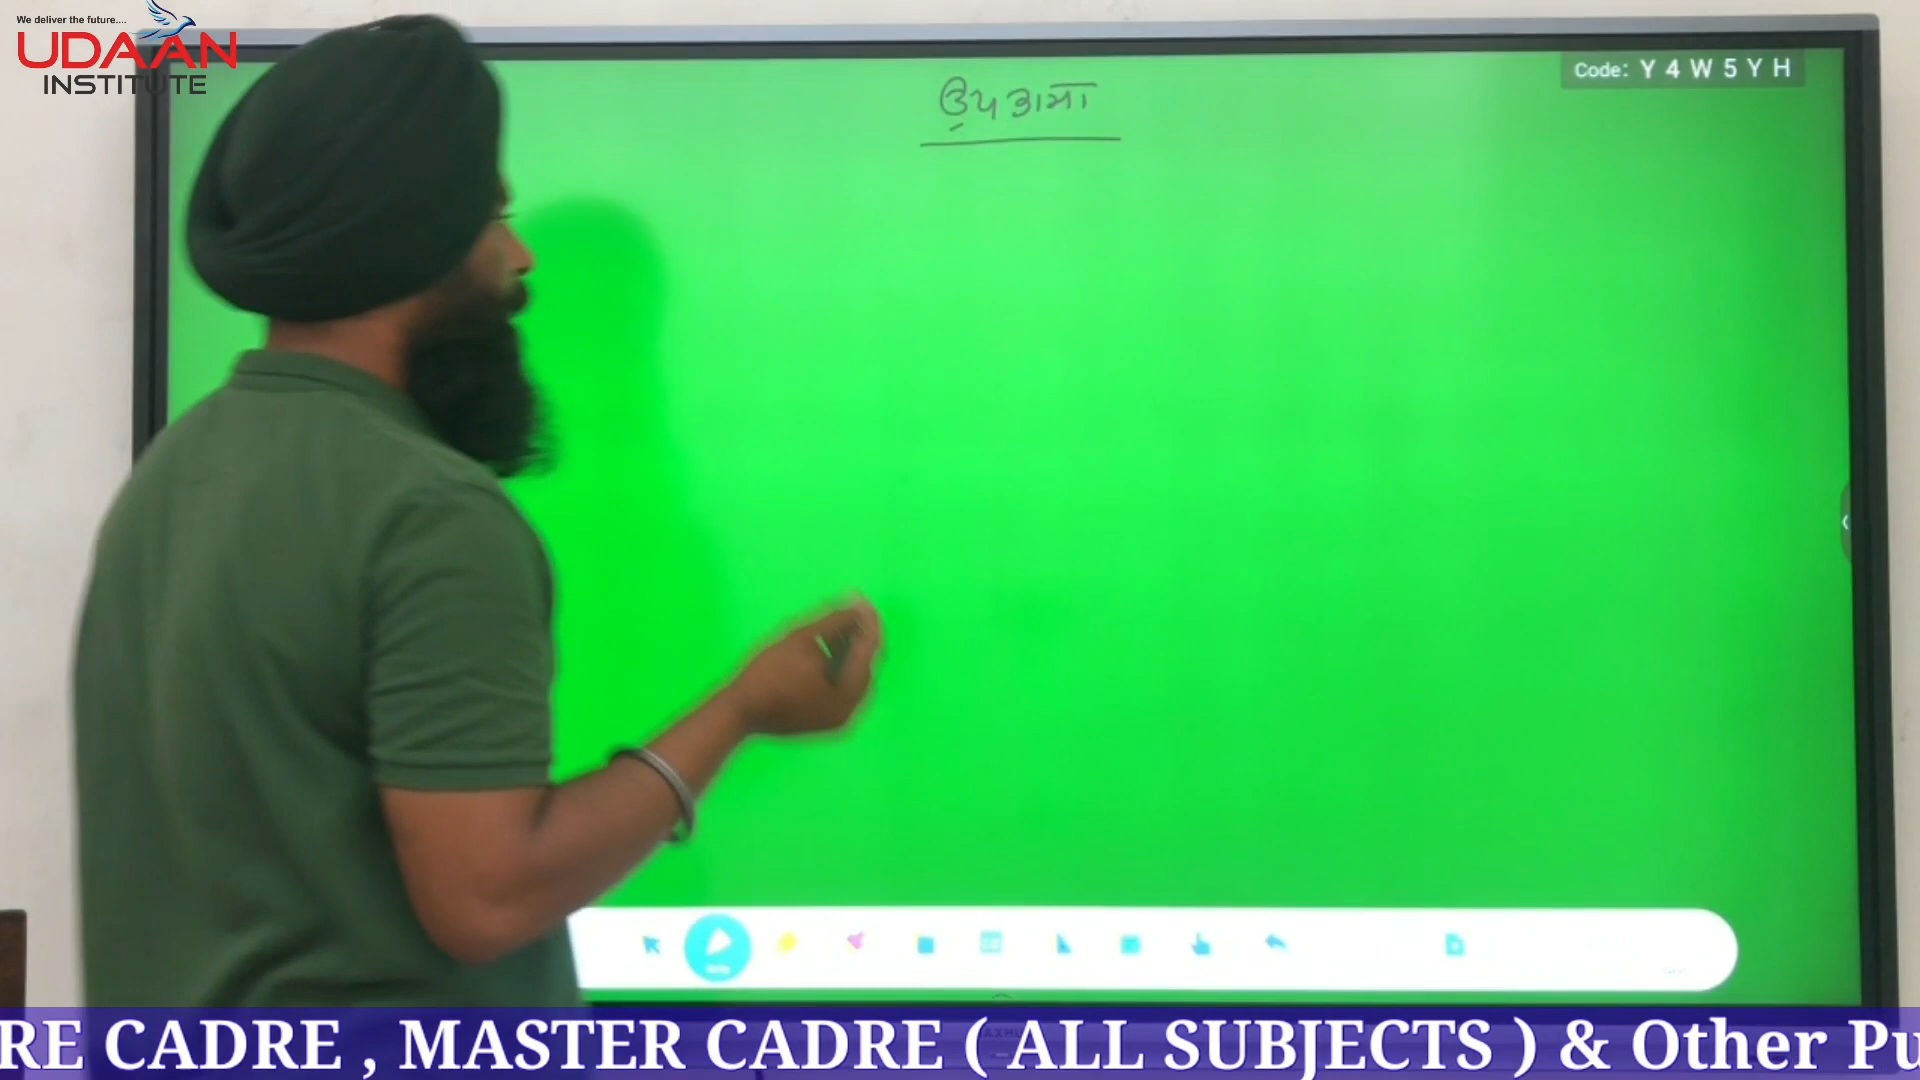 We deliver the future....
UDAAN
INSTITUTE
ਉਪਭਾਸ਼ਾ
Code: Y 4 W 5 Y H
RE CADRE , MASTER CADRE ( ALL SUBJECTS ) & Other Pu